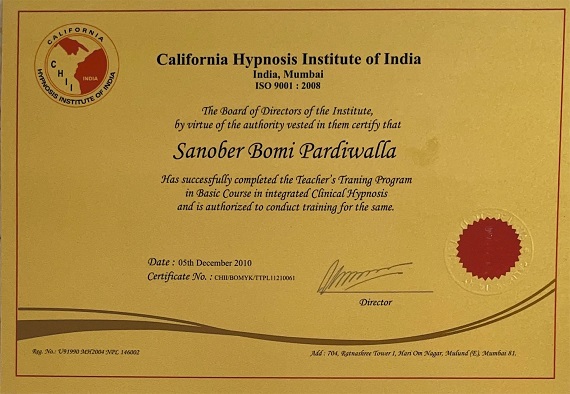 CALIFORNIA
CHII
INDIA
HYPNOSIS INSTITUTE OF INDIA
California Hypnosis Institute of India
India, Mumbai
ISO 9001 : 2008
The Board of Directors of the Institute,
by virtue of the authority vested in them certify that
Sanober Bomi Pardiwalla
Has successfully completed the Teacher's Traning Program
in Basic Course in integrated Clinical Hypnosis
and is authorized to conduct training for the same.
Date : 05th December 2010
Certificate No. : CHII/BOMYK/TTPL11210061
Director
Reg. No.: U91990 MH2004 NPL 146002
Add : 704, Ratnashree Tower 1, Hari Om Nagar, Mulund (E), Mumbai 81.